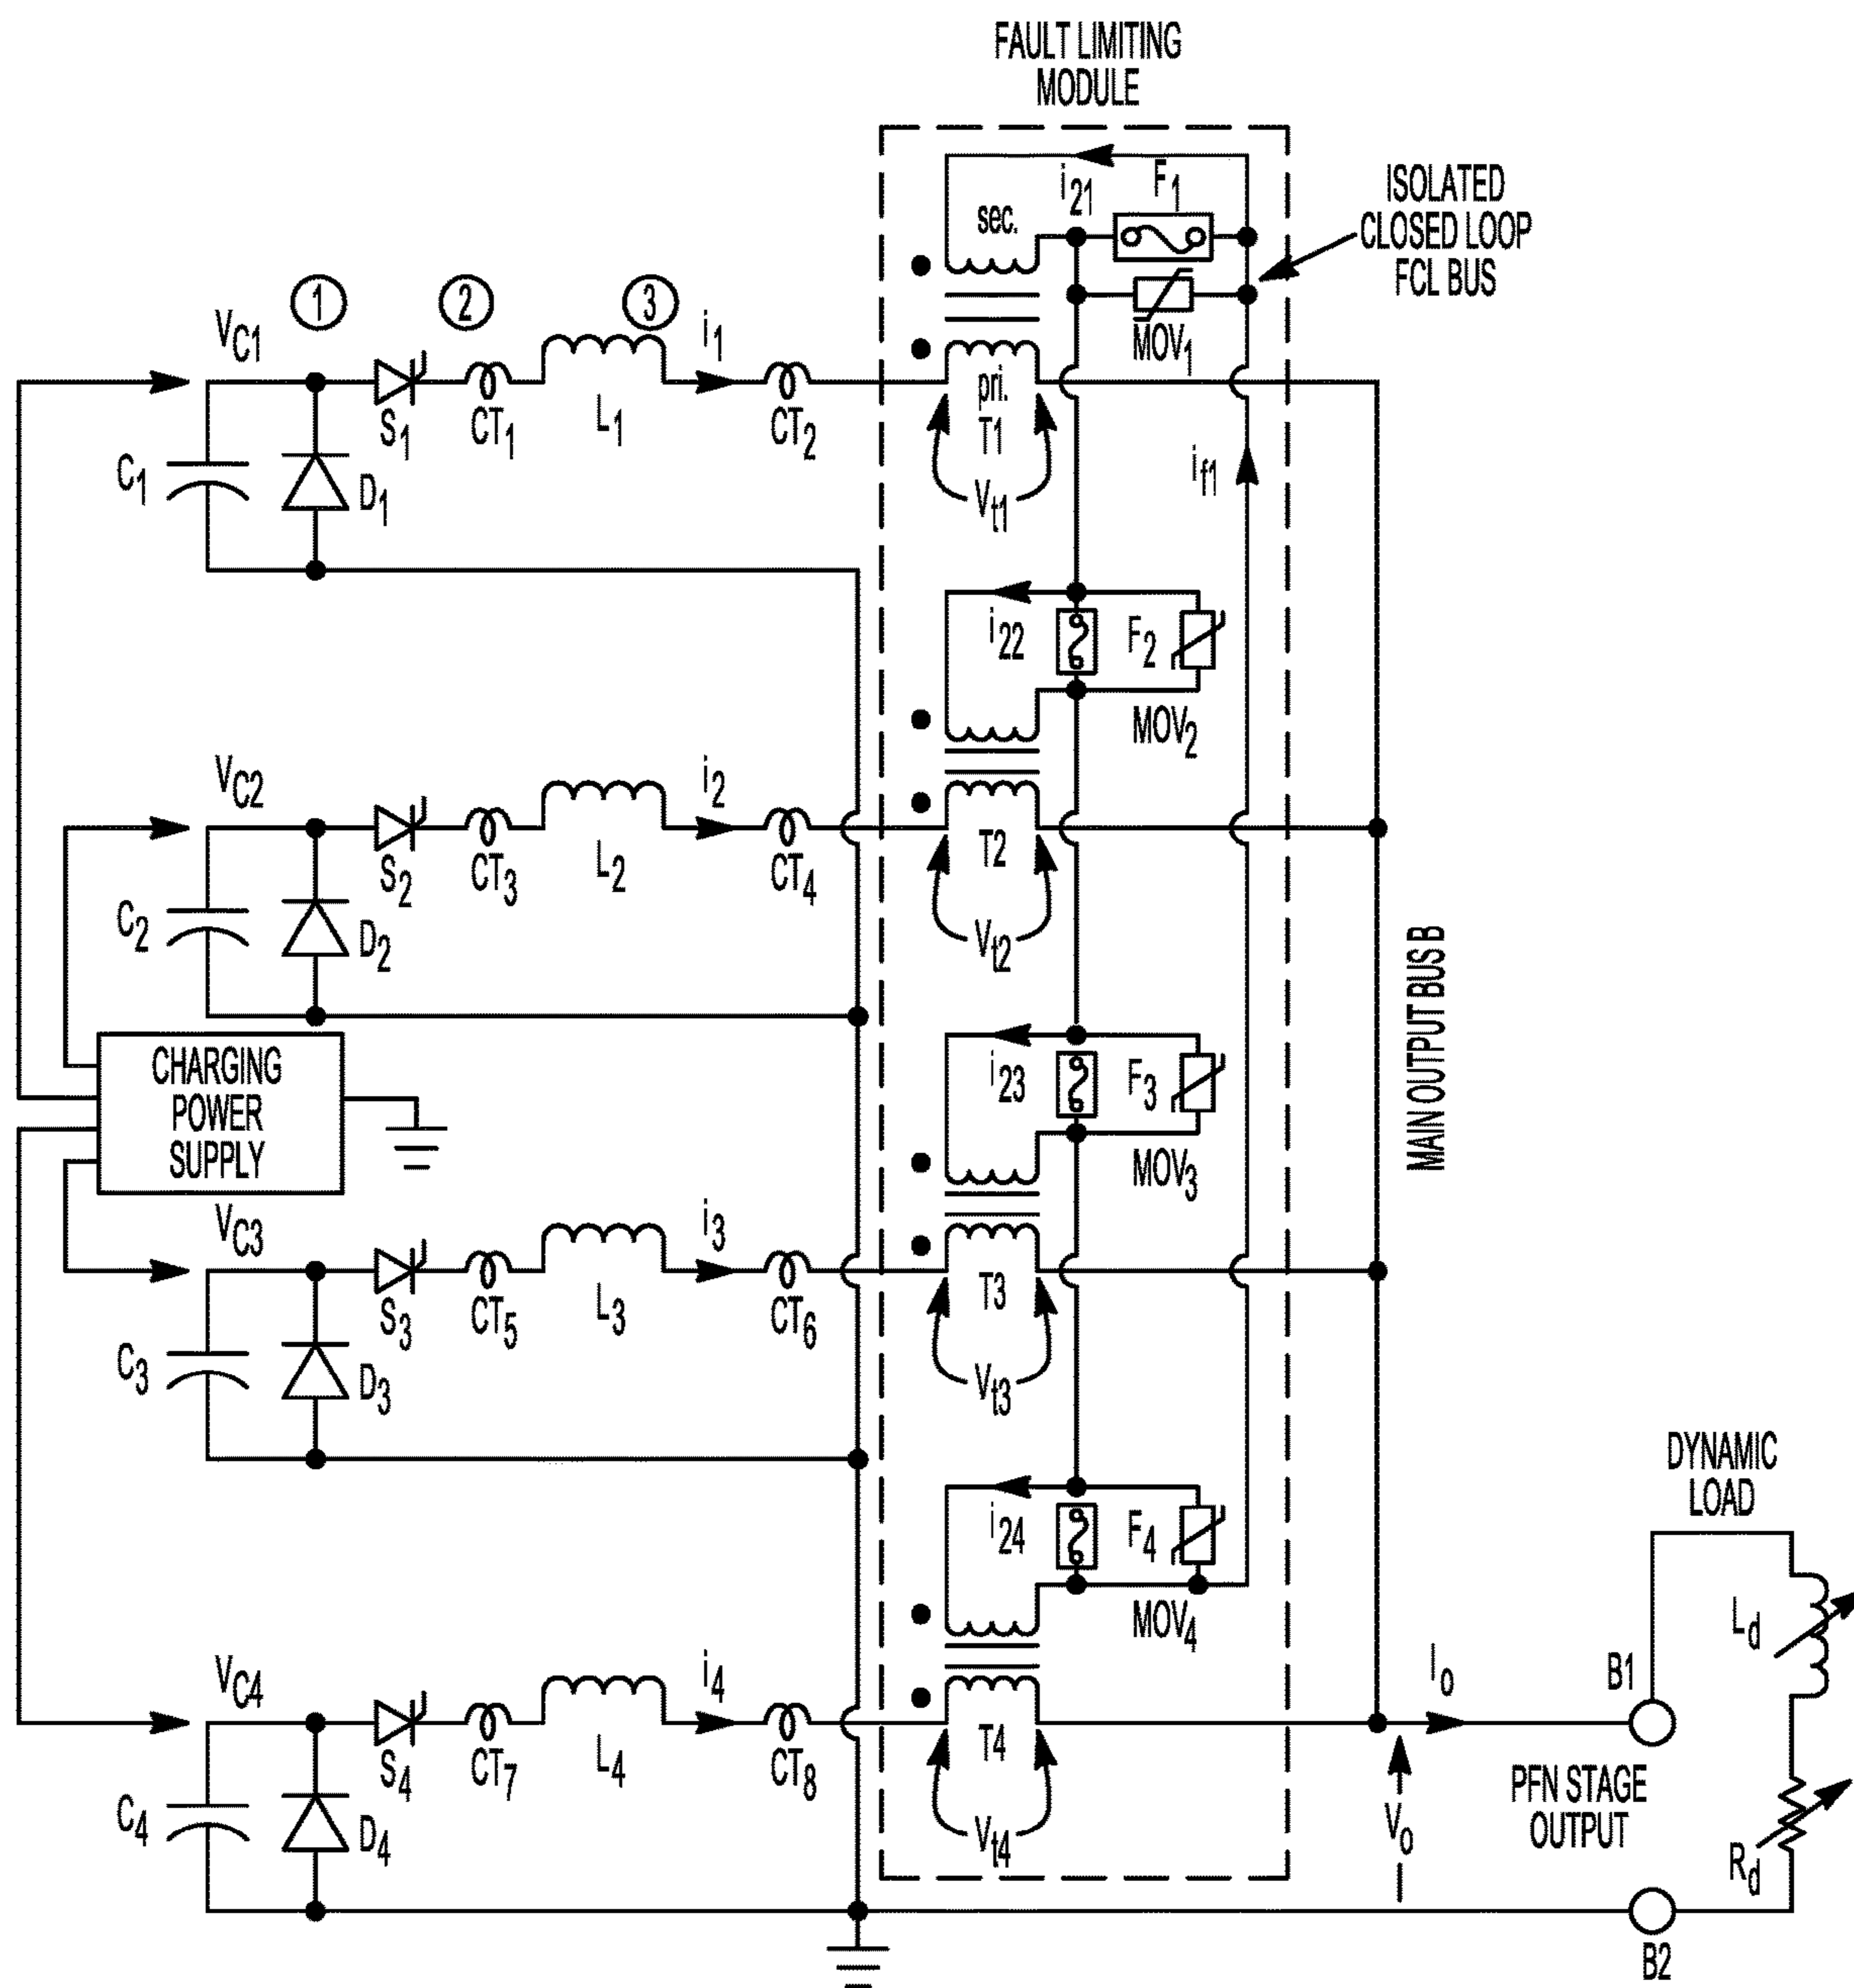 FAULT LIMITING
MODULE
ISOLATED
CLOSED LOOP
FCL BUS
i21
F1
sec.
MOV1
1
2
3
VC1
i1
S1
CT1
L1
CT2
pri.
T1
C1
D1
Vt1
if1
i22
F2
MOV2
VC2
i2
S2
CT3
L2
CT4
T2
C2
D2
Vt2
MAIN OUTPUT BUS B
CHARGING
POWER
SUPPLY
i23
F3
MOV3
VC3
i3
S3
CT5
L3
CT6
T3
C3
D3
Vt3
DYNAMIC
LOAD
i24
F4
MOV4
Ld
VC4
i4
Io
B1
S4
CT7
L4
CT8
T4
PFN STAGE
OUTPUT
C4
D4
Vt4
Vo
Rd
B2